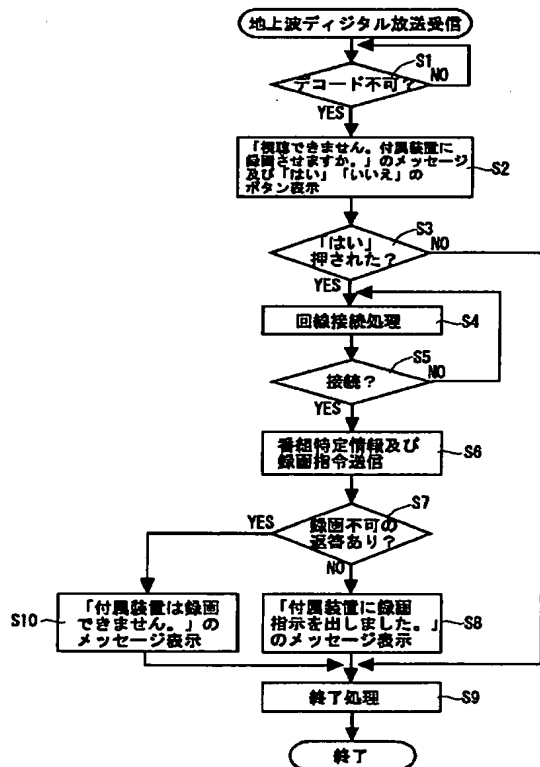 地上波ディジタル放送受信
S1
デコード不可？
NO
YES
「視聴できません。付属装置に
録画させますか。」のメッセージ
及び「はい」「いいえ」の
ボタン表示
S2
S3
「はい」
押された？
NO
YES
回線接続処理
S4
S5
接続？
NO
YES
番組特定情報及び
録画指令送信
S6
S7
YES
録画不可の
返答あり？
NO
S10
「付属装置は録画
できません。」の
メッセージ表示
「付属装置に録画
指示を出しました。」
のメッセージ表示
S8
終了処理
S9
終了